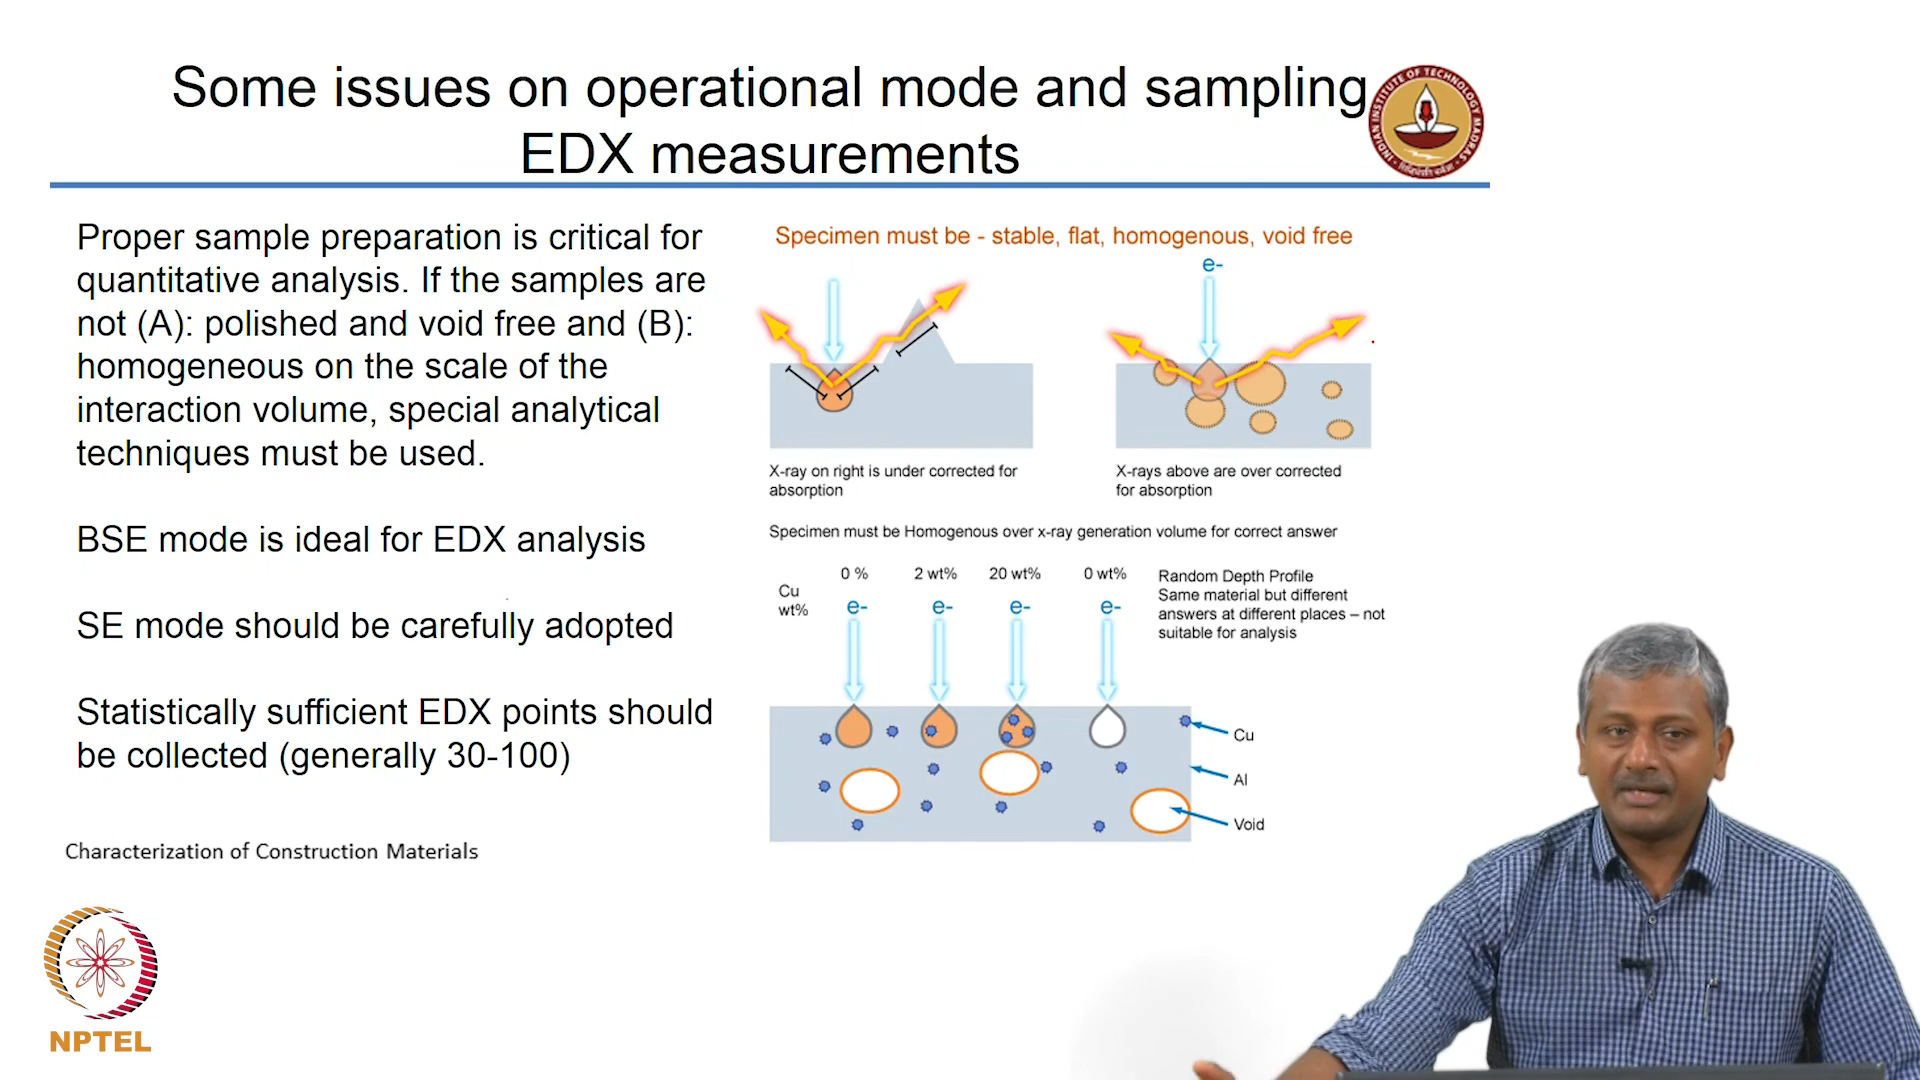 Some issues on operational mode and sampling
EDX measurements
INDIAN INSTITUTE OF TECHNOLOGY MADRAS
Proper sample preparation is critical for
quantitative analysis. If the samples are
not (A): polished and void free and (B):
homogeneous on the scale of the
interaction volume, special analytical
techniques must be used.
BSE mode is ideal for EDX analysis
SE mode should be carefully adopted
Statistically sufficient EDX points should
be collected (generally 30-100)
Specimen must be - stable, flat, homogenous, void free
e-
X-ray on right is under corrected for
absorption
X-rays above are over corrected
for absorption
Specimen must be Homogenous over x-ray generation volume for correct answer
Cu
wt%
0 %
2 wt%
20 wt%
0 wt%
e-
e-
e-
e-
Random Depth Profile
Same material but different
answers at different places – not
suitable for analysis
Cu
Al
Void
Characterization of Construction Materials
NPTEL